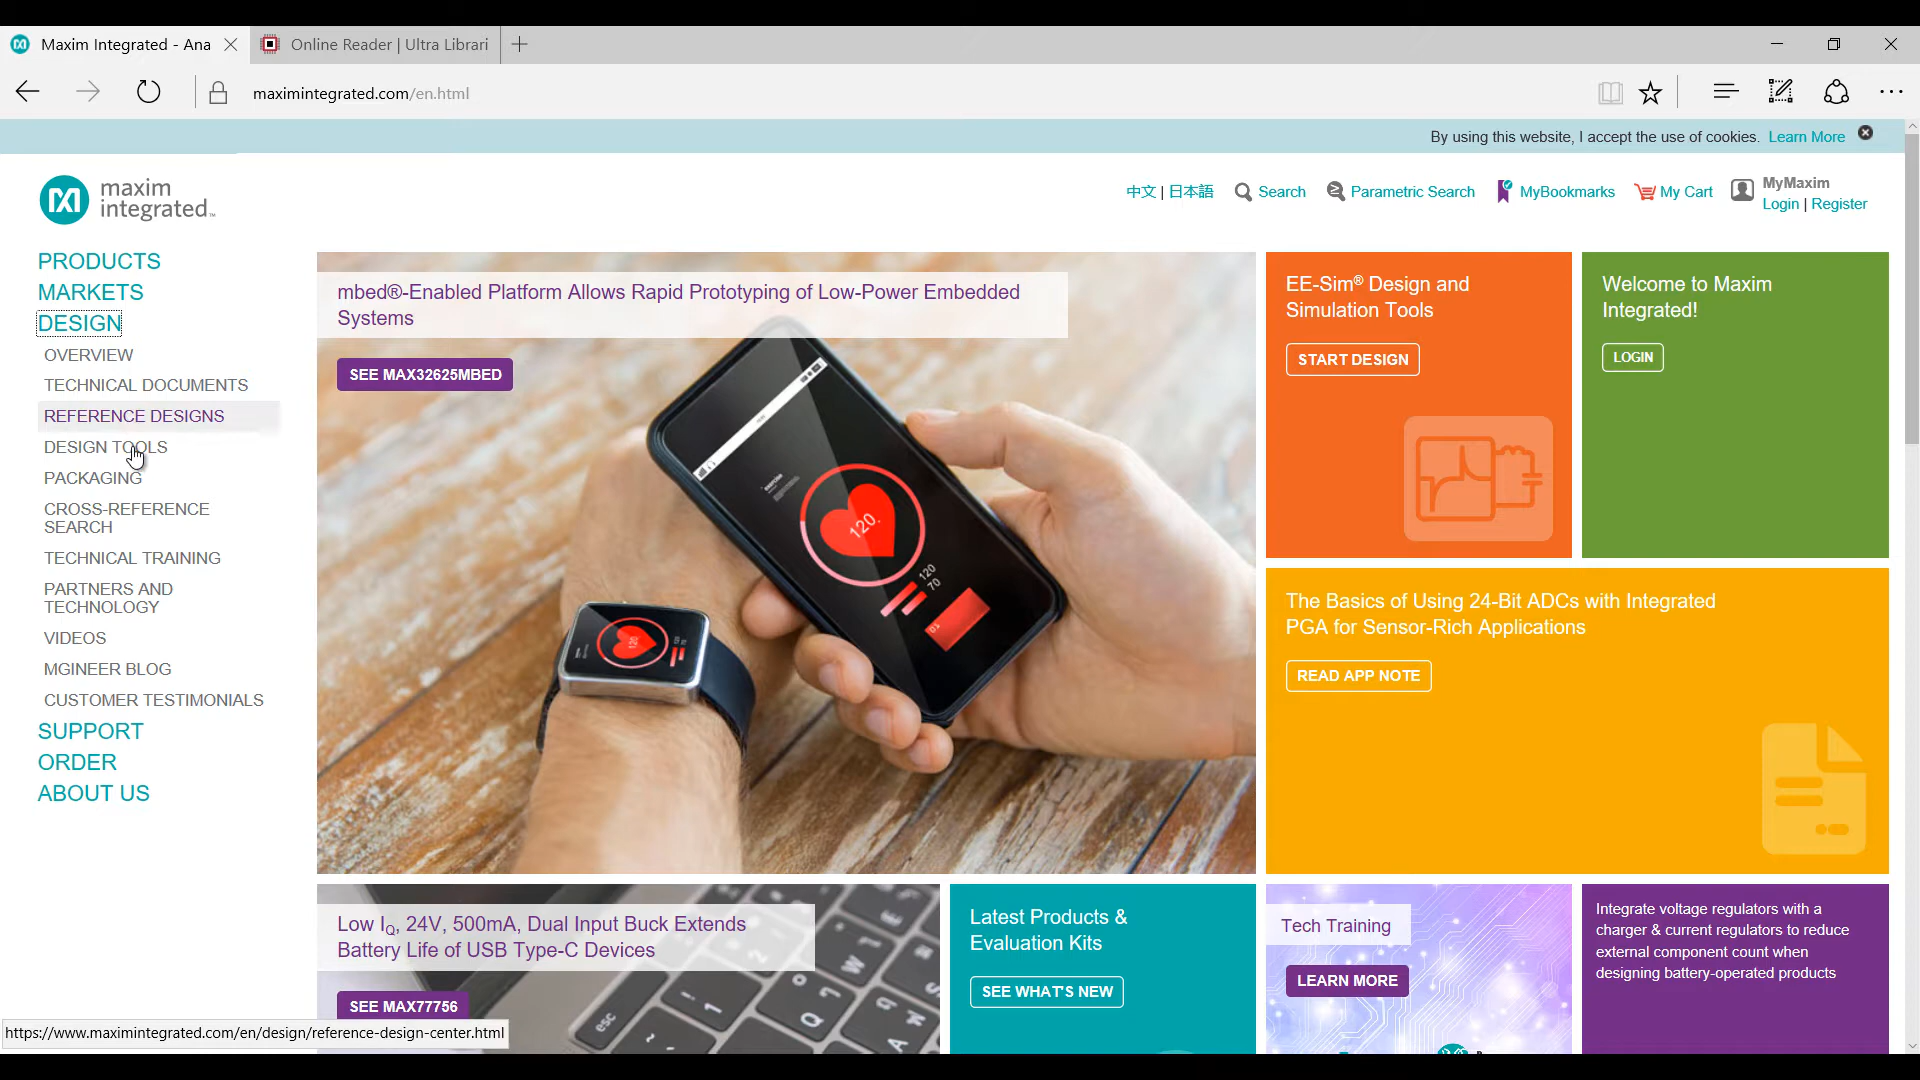 Maxim Integrated - Ana
Online Reader | Ultra Librari
maximintegrated.com/en.html
By using this website, I accept the use of cookies. Learn More
maxim
integrated™
中文 | 日本語
Search
Parametric Search
MyBookmarks
My Cart
MyMaxim
Login | Register
PRODUCTS
MARKETS
DESIGN
OVERVIEW
TECHNICAL DOCUMENTS
REFERENCE DESIGNS
DESIGN TOOLS
PACKAGING
CROSS-REFERENCE
SEARCH
TECHNICAL TRAINING
PARTNERS AND
TECHNOLOGY
VIDEOS
MGINEER BLOG
CUSTOMER TESTIMONIALS
SUPPORT
ORDER
ABOUT US
mbed®-Enabled Platform Allows Rapid Prototyping of Low-Power Embedded
Systems
SEE MAX32625MBED
120
120
70
120
EE-Sim® Design and
Simulation Tools
START DESIGN
Welcome to Maxim
Integrated!
LOGIN
The Basics of Using 24-Bit ADCs with Integrated
PGA for Sensor-Rich Applications
READ APP NOTE
Low IQ, 24V, 500mA, Dual Input Buck Extends
Battery Life of USB Type-C Devices
SEE MAX77756
esc
Latest Products &
Evaluation Kits
SEE WHAT'S NEW
Tech Training
LEARN MORE
Integrate voltage regulators with a
charger & current regulators to reduce
external component count when
designing battery-operated products
https://www.maximintegrated.com/en/design/reference-design-center.html